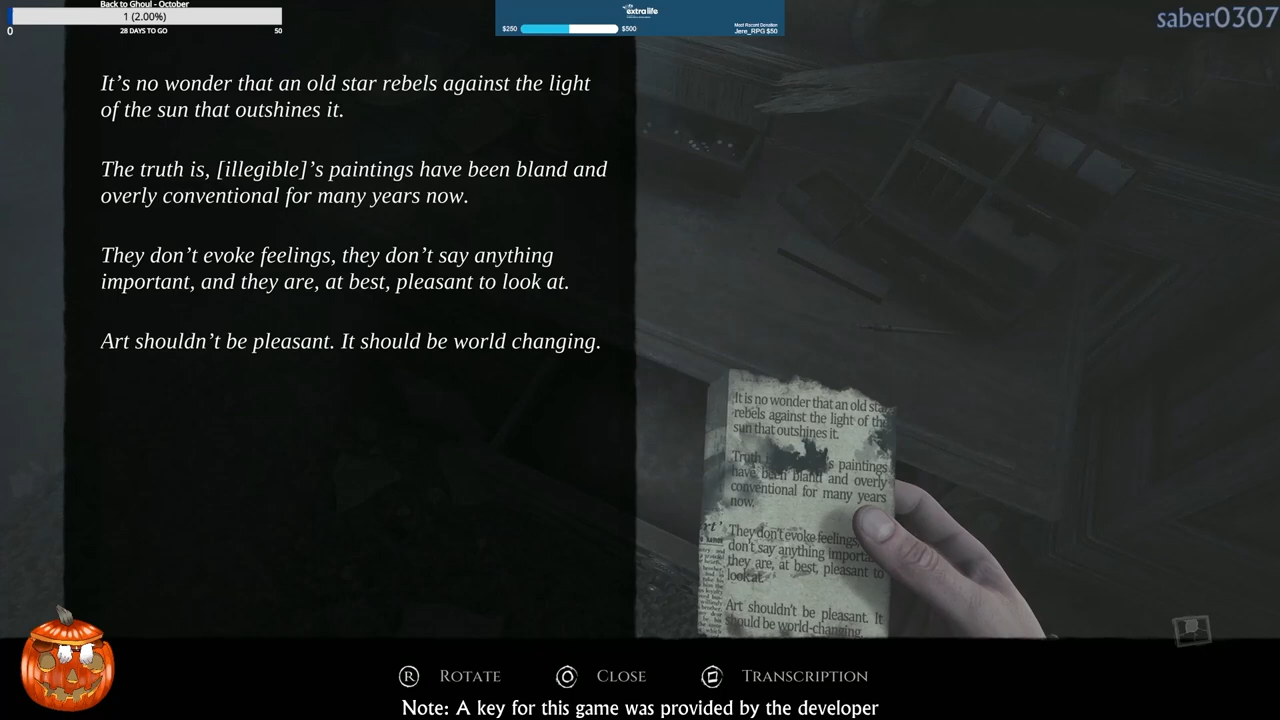 Back to Ghoul - October
1 (2.00%)
0
28 DAYS TO GO
50
extra life
$250
$500
Most Recent Donation
Jere_RPG $50
saber0307
It's no wonder that an old star rebels against the light
of the sun that outshines it.
The truth is, [illegible]'s paintings have been bland and
overly conventional for many years now.
They don't evoke feelings, they don't say anything
important, and they are, at best, pleasant to look at.
Art shouldn't be pleasant. It should be world changing.
It is no wonder that an old
rebels against the light of the
sun that outshines it.
Truth 's paintings
have been bland and overly
conventional for many years
now.
They don't evoke feelings,
don't say anything
they are, at best, pleasant to
look at.
Art shouldn't be pleasant. It
should be world-changing.
R ROTATE
CLOSE
TRANSCRIPTION
Note: A key for this game was provided by the developer